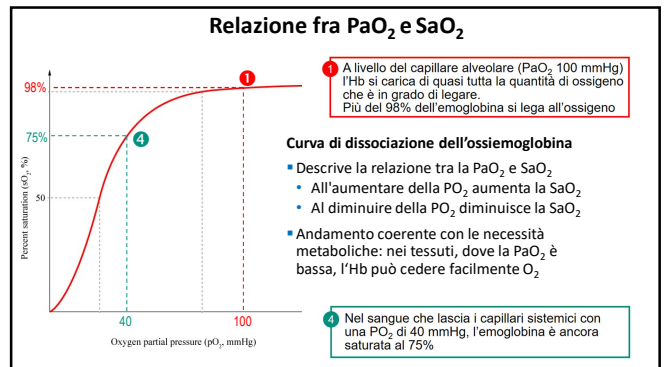 Relazione fra PaO₂ e SaO₂
1
98%
75%
4
50
Percent saturation (sO₂, %)
40
100
Oxygen partial pressure (pO₂, mmHg)
1 A livello del capillare alveolare (PaO₂ 100 mmHg)
l'Hb si carica di quasi tutta la quantità di ossigeno
che è in grado di legare.
Più del 98% dell'emoglobina si lega all'ossigeno
Curva di dissociazione dell'ossiemoglobina
▪ Descrive la relazione tra la PaO₂ e SaO₂
• All'aumentare della PO₂ aumenta la SaO₂
• Al diminuire della PO₂ diminuisce la SaO₂
▪ Andamento coerente con le necessità
metaboliche: nei tessuti, dove la PaO₂ è
bassa, l'Hb può cedere facilmente O₂
4 Nel sangue che lascia i capillari sistemici con
una PO₂ di 40 mmHg, l'emoglobina è ancora
saturata al 75%